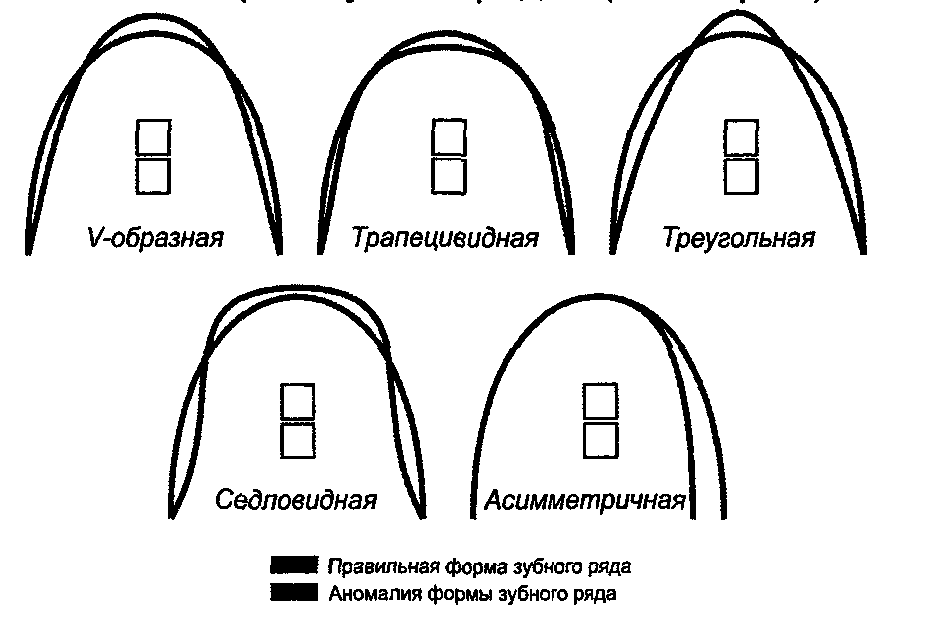 V-образная
Трапецивидная
Треугольная
Седловидная
Асимметричная
Правильная форма зубного ряда
Аномалия формы зубного ряда